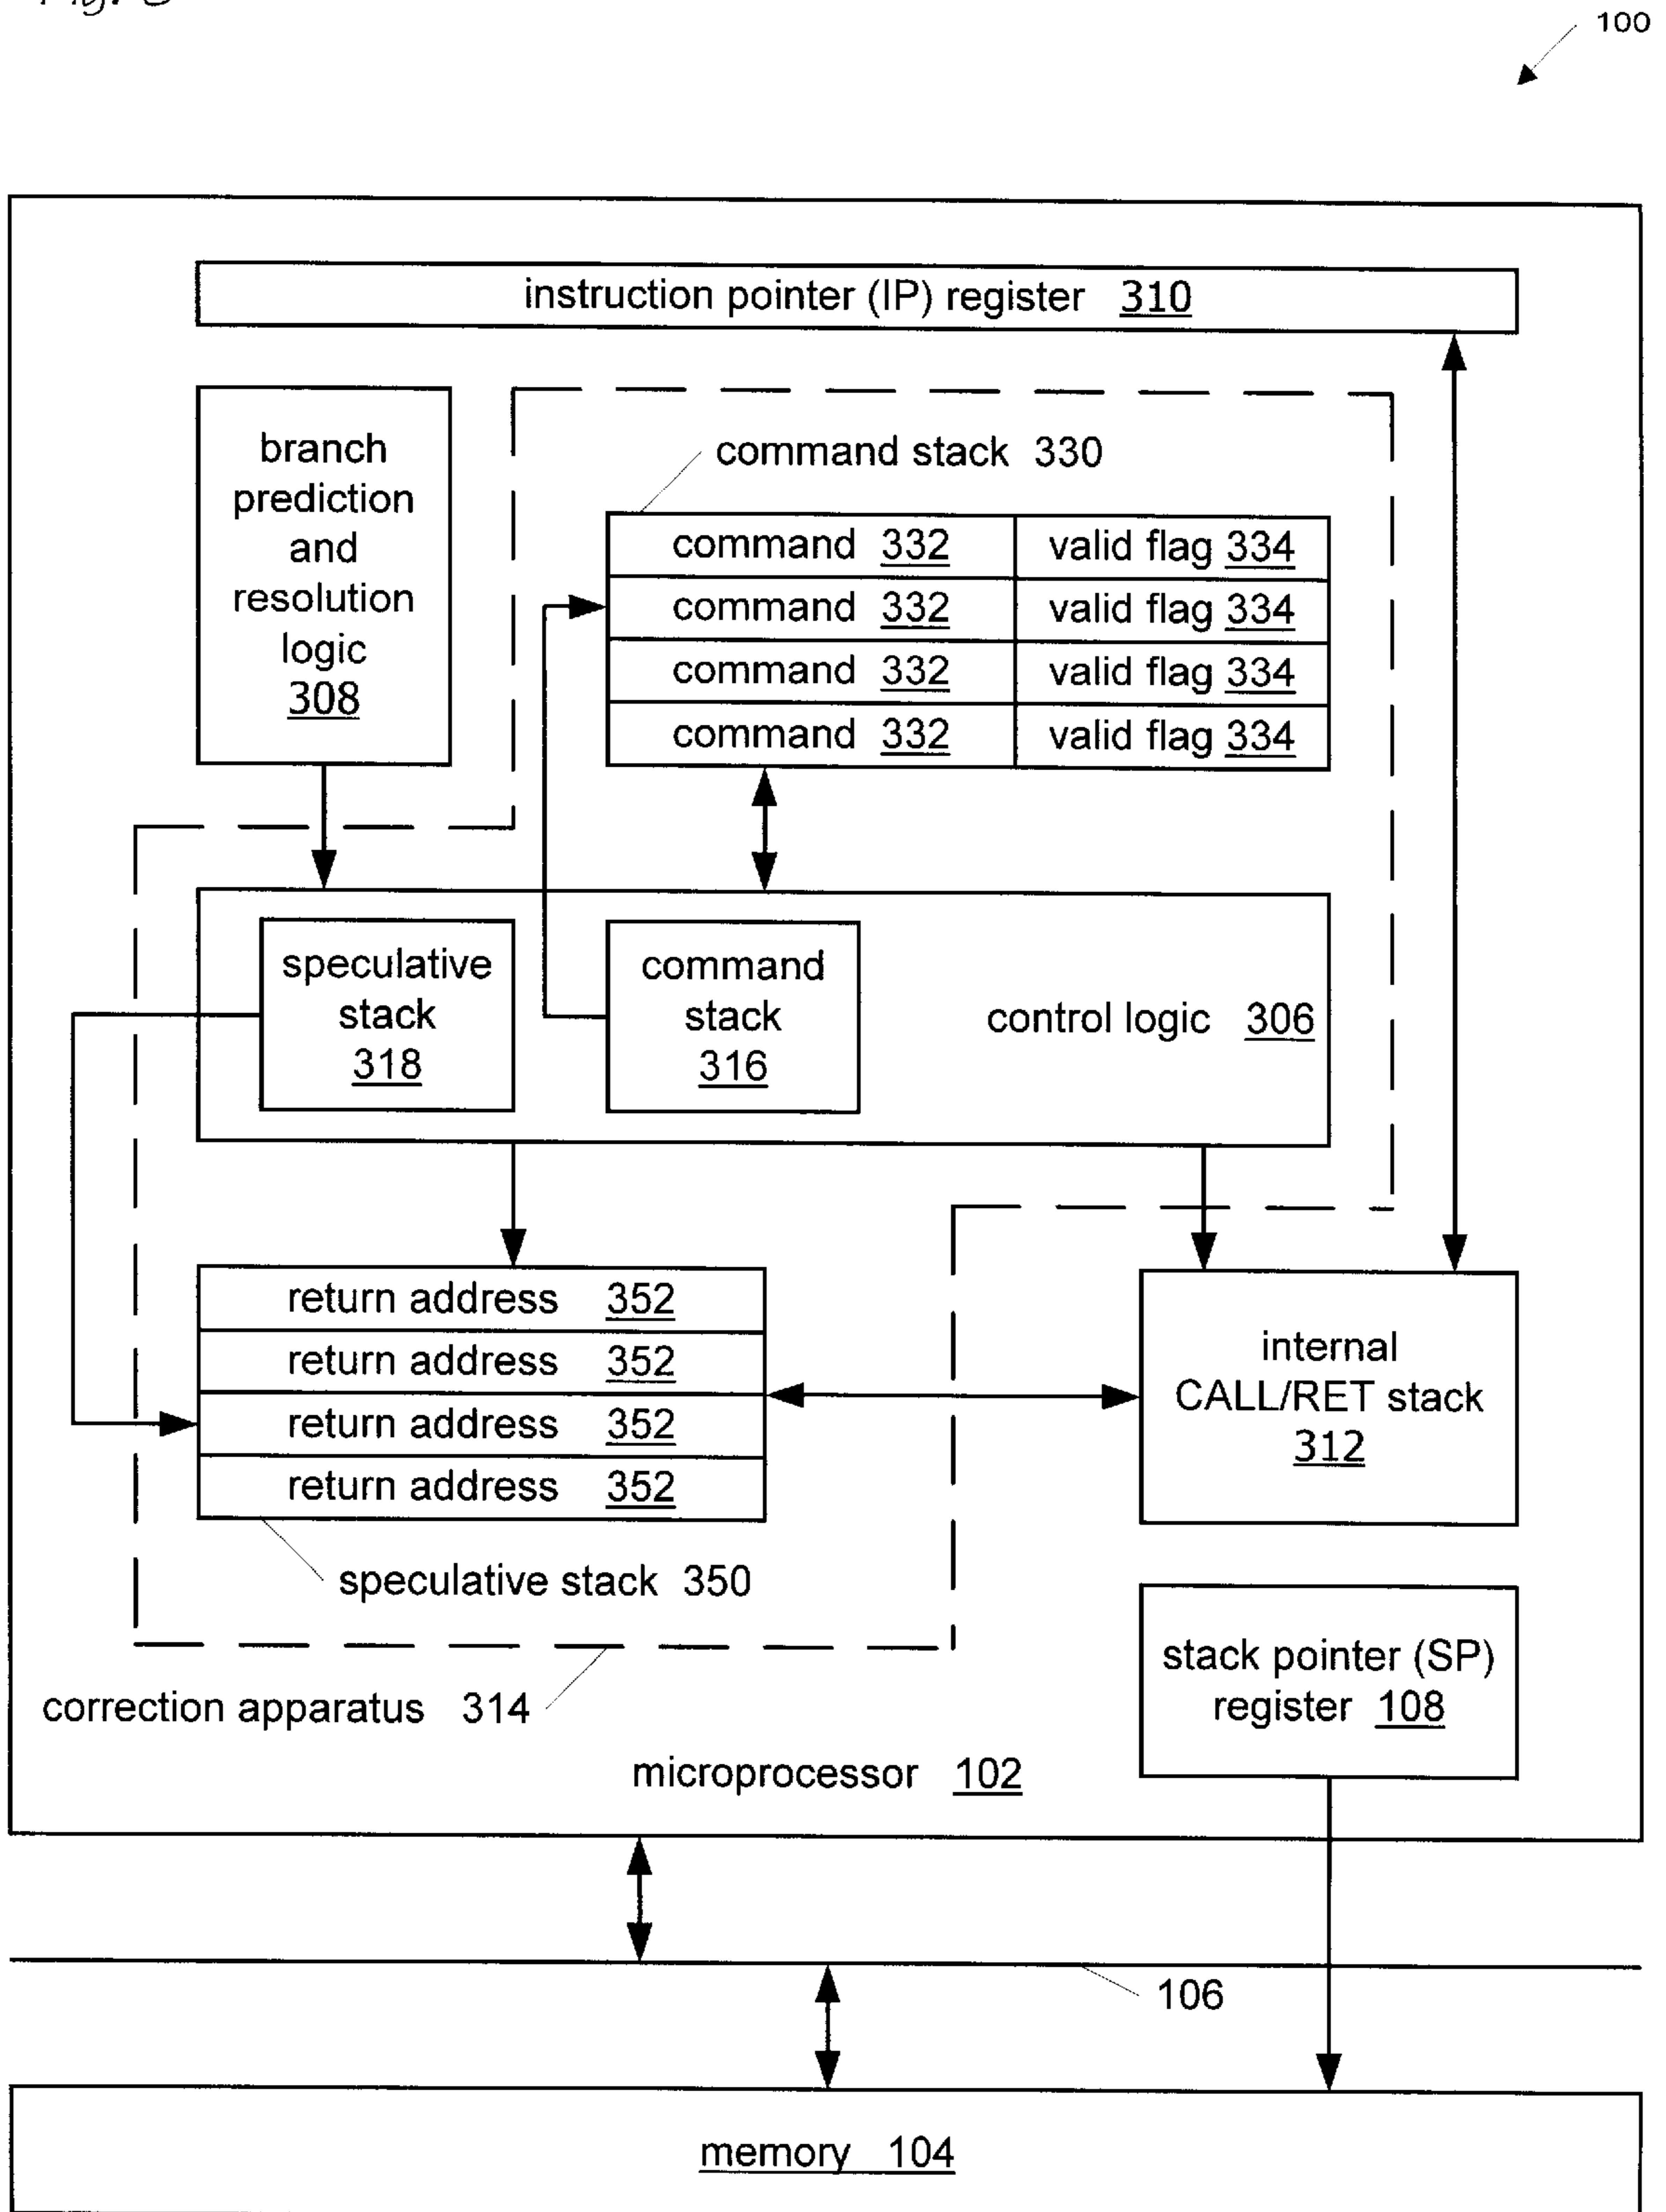 100
instruction pointer (IP) register 310
branch
prediction
and
resolution
logic
308
command stack 330
command 332 valid flag 334
command 332 valid flag 334
command 332 valid flag 334
command 332 valid flag 334
speculative
stack
318
command
stack
316
control logic 306
return address 352
return address 352
return address 352
return address 352
speculative stack 350
internal
CALL/RET stack
312
correction apparatus 314
stack pointer (SP)
register 108
microprocessor 102
106
memory 104